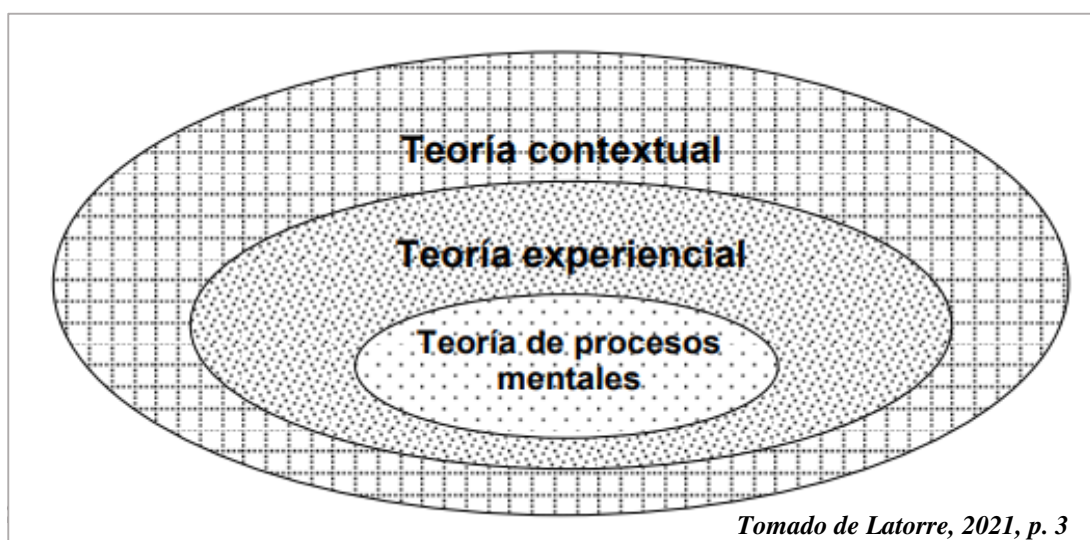 Teoría contextual
Teoría experiencial
Teoría de procesos
mentales
Tomado de Latorre, 2021, p. 3